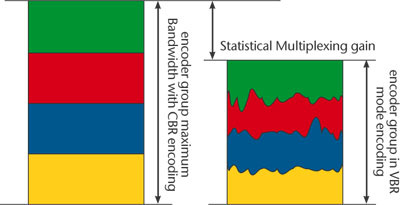 encoder group maximum
Bandwidth with CBR encoding
Statistical Multiplexing gain
encoder group in VBR
mode encoding